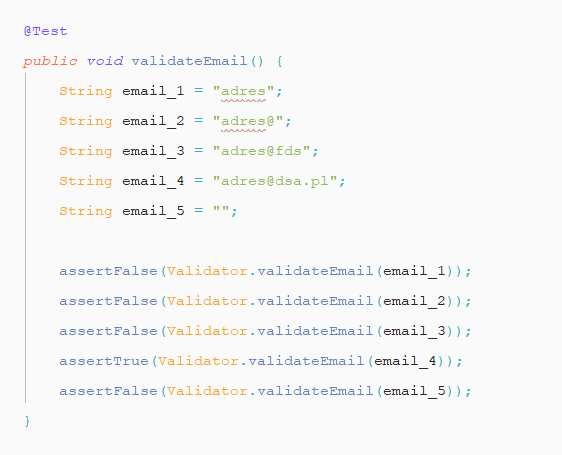 @Test
public void validateEmail() {
String email_1 = "adres";
String email_2 = "adres@";
String email_3 = "adres@fds";
String email_4 = "adres@dsa.pl";
String email_5 = "";
assertFalse(Validator.validateEmail(email_1));
assertFalse(Validator.validateEmail(email_2));
assertFalse(Validator.validateEmail(email_3));
assertTrue(Validator.validateEmail(email_4));
assertFalse(Validator.validateEmail(email_5));
}